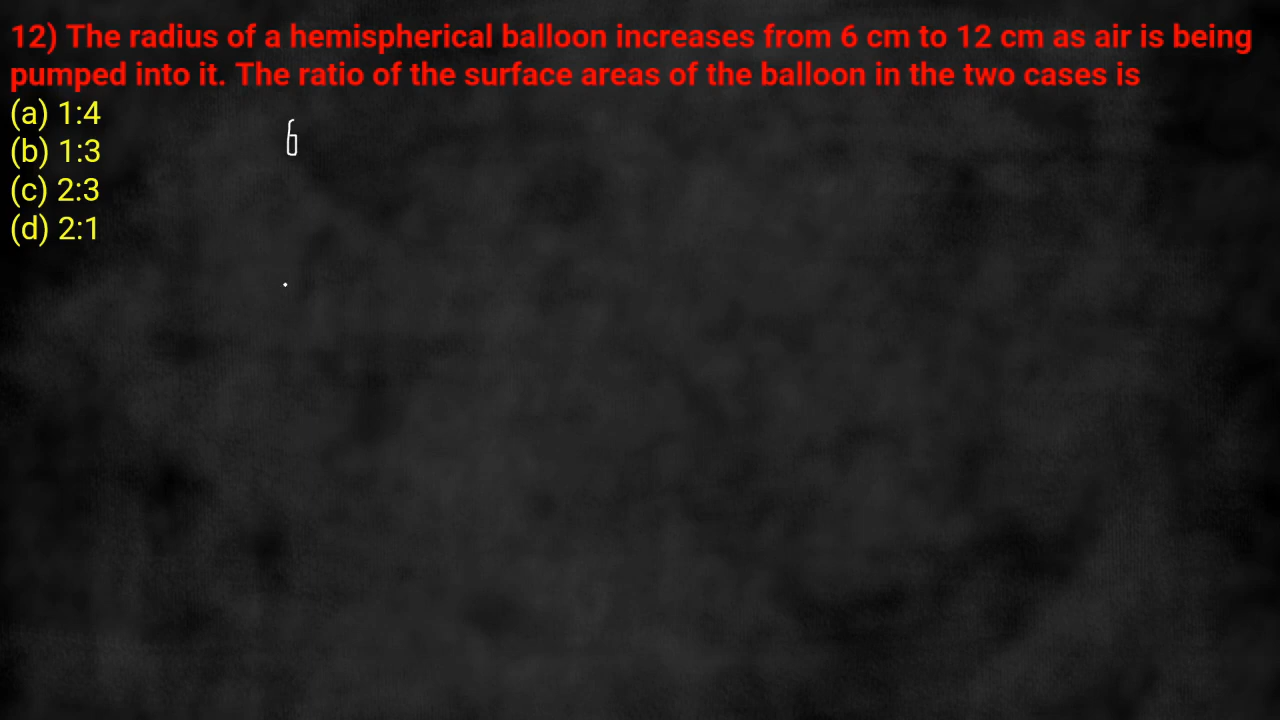 12) The radius of a hemispherical balloon increases from 6 cm to 12 cm as air is being
pumped into it. The ratio of the surface areas of the balloon in the two cases is
(a) 1:4
(b) 1:3
(c) 2:3
(d) 2:1
6